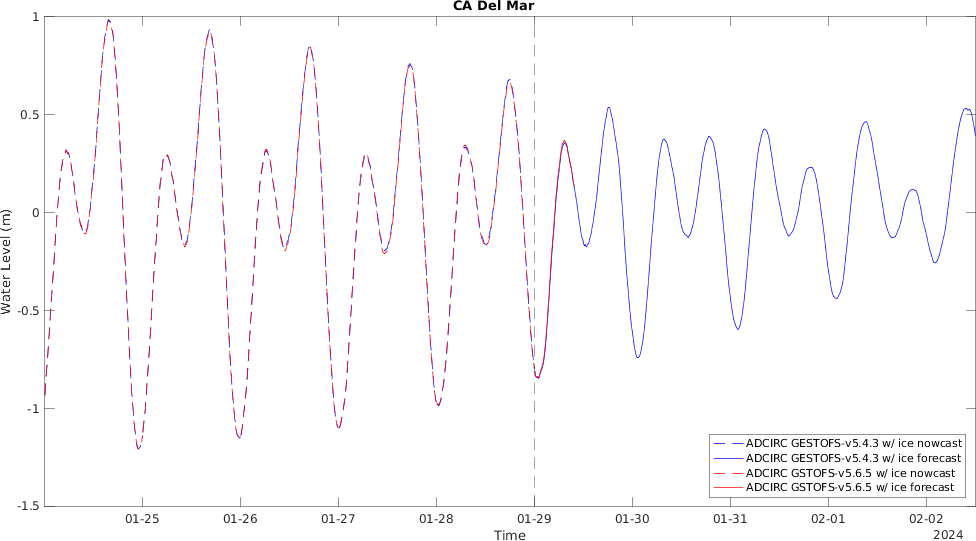 CA Del Mar
1
0.5
0
-0.5
-1
-1.5
Water Level (m)
01-25
01-26
01-27
01-28
01-29
01-30
01-31
02-01
02-02
Time
2024
ADCIRC GESTOFS-v5.4.3 w/ ice nowcast
ADCIRC GESTOFS-v5.4.3 w/ ice forecast
ADCIRC GSTOFS-v5.6.5 w/ ice nowcast
ADCIRC GSTOFS-v5.6.5 w/ ice forecast